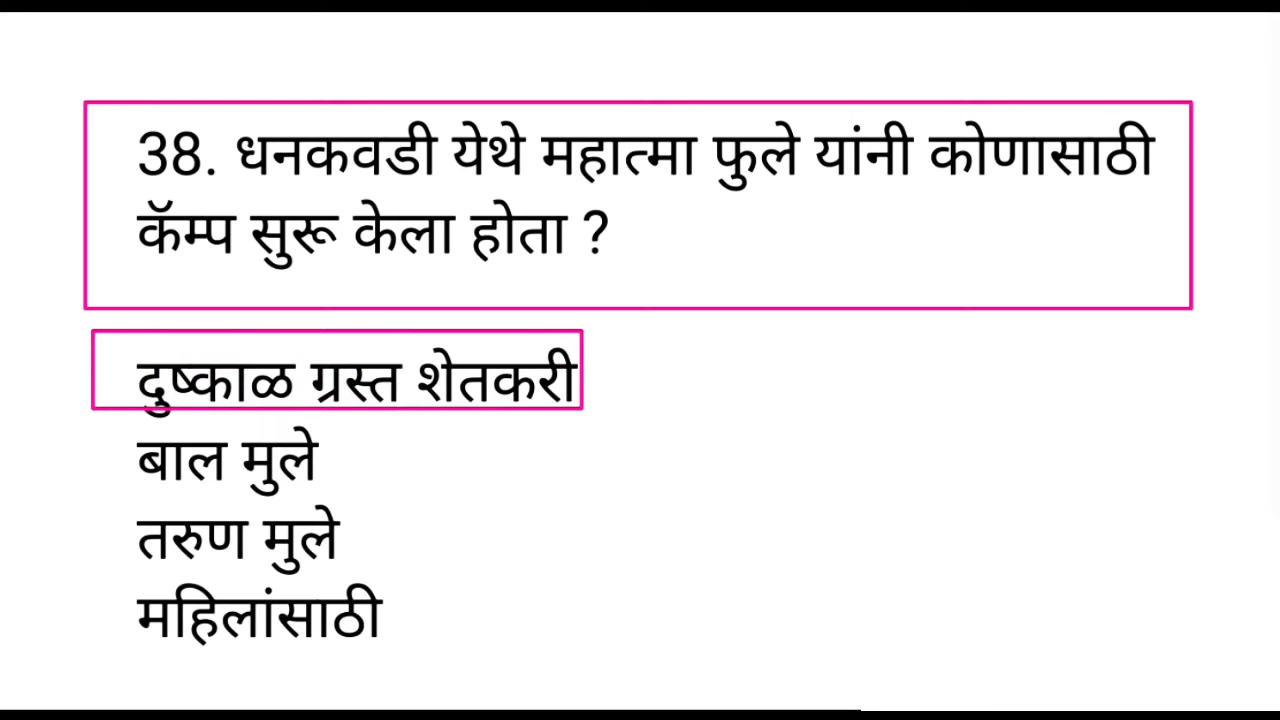 38. धनकवडी येथे महात्मा फुले यांनी कोणासाठी
कॅम्प सुरू केला होता ?
दुष्काळ ग्रस्त शेतकरी
बाल मुले
तरुण मुले
महिलांसाठी